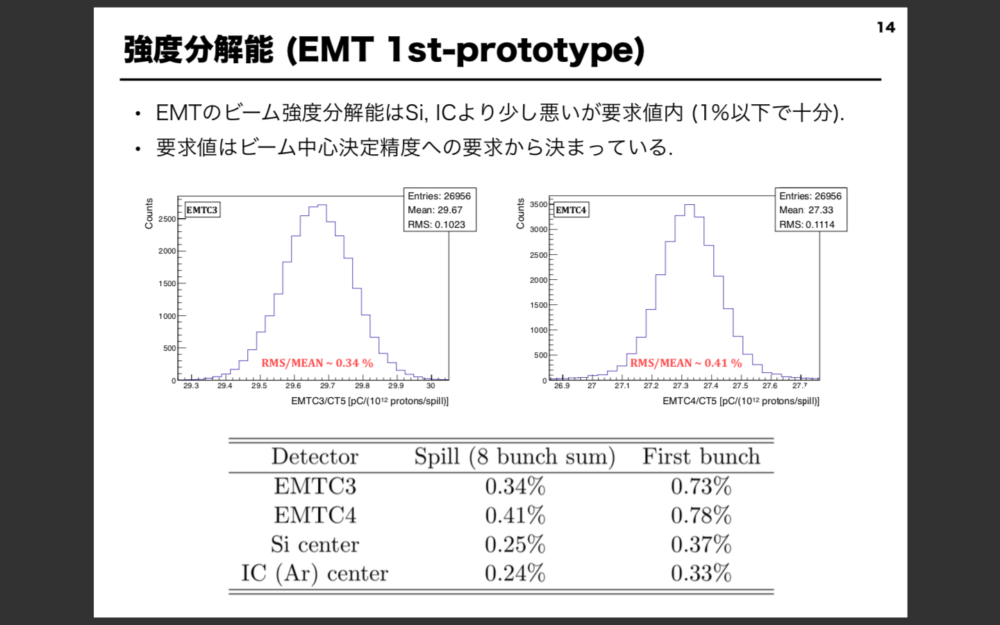 14
強度分解能 (EMT 1st-prototype)
• EMTのビーム強度分解能はSi, ICより少し悪いが要求値内 (1%以下で十分).
• 要求値はビーム中心決定精度への要求から決まっている.
Counts
EMTC3
Entries: 26956
Mean: 29.67
RMS: 0.1023
2500
2000
1500
1000
500
0
RMS/MEAN ~ 0.34 %
29.3 29.4 29.5 29.6 29.7 29.8 29.9 30
EMTC3/CT5 [pC/(10¹² protons/spill)]
Counts
EMTC4
Entries: 26956
Mean: 27.33
RMS: 0.1114
3500
3000
2500
2000
1500
1000
500
0
RMS/MEAN ~ 0.41 %
26.9 27 27.1 27.2 27.3 27.4 27.5 27.6 27.7
EMTC4/CT5 [pC/(10¹² protons/spill)]
Detector Spill (8 bunch sum) First bunch
EMTC3 0.34% 0.73%
EMTC4 0.41% 0.78%
Si center 0.25% 0.37%
IC (Ar) center 0.24% 0.33%